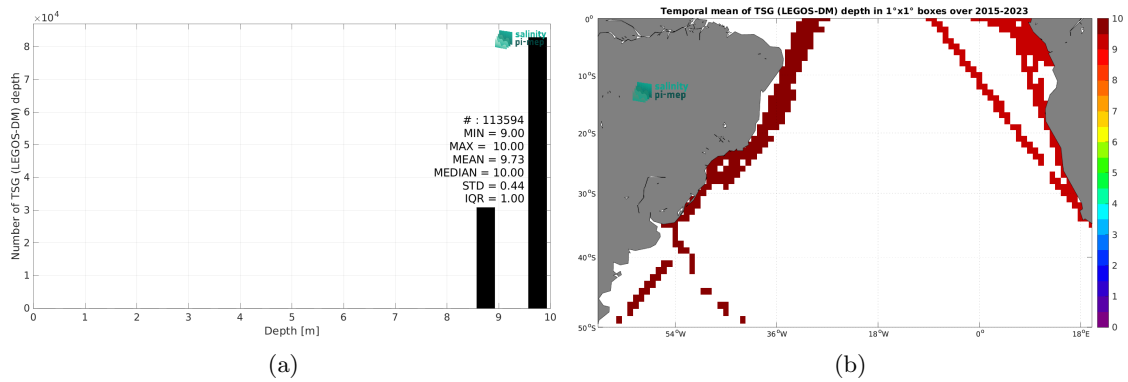 ×10⁴
9
8
7
6
5
4
3
2
1
0
Number of TSG (LEGOS-DM) depth
salinity
pi-mep
# : 113594
MIN = 9.00
MAX = 10.00
MEAN = 9.73
MEDIAN = 10.00
STD = 0.44
IQR = 1.00
0 1 2 3 4 5 6 7 8 9 10
Depth [m]
(a)
Temporal mean of TSG (LEGOS-DM) depth in 1°x1° boxes over 2015-2023
0°
10°S
20°S
30°S
40°S
50°S
salinity
pi-mep
54°W 36°W 18°W 0° 18°E
10
9
8
7
6
5
4
3
2
1
0
(b)